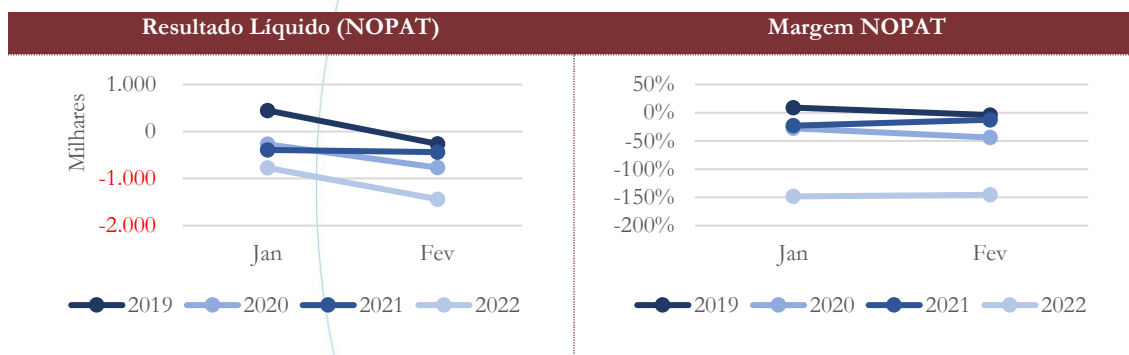 Resultado Líquido (NOPAT)
Milhares
1.000
0
-1.000
-2.000
Jan Fev
2019 2020 2021 2022
Margem NOPAT
50%
0%
-50%
-100%
-150%
-200%
Jan Fev
2019 2020 2021 2022